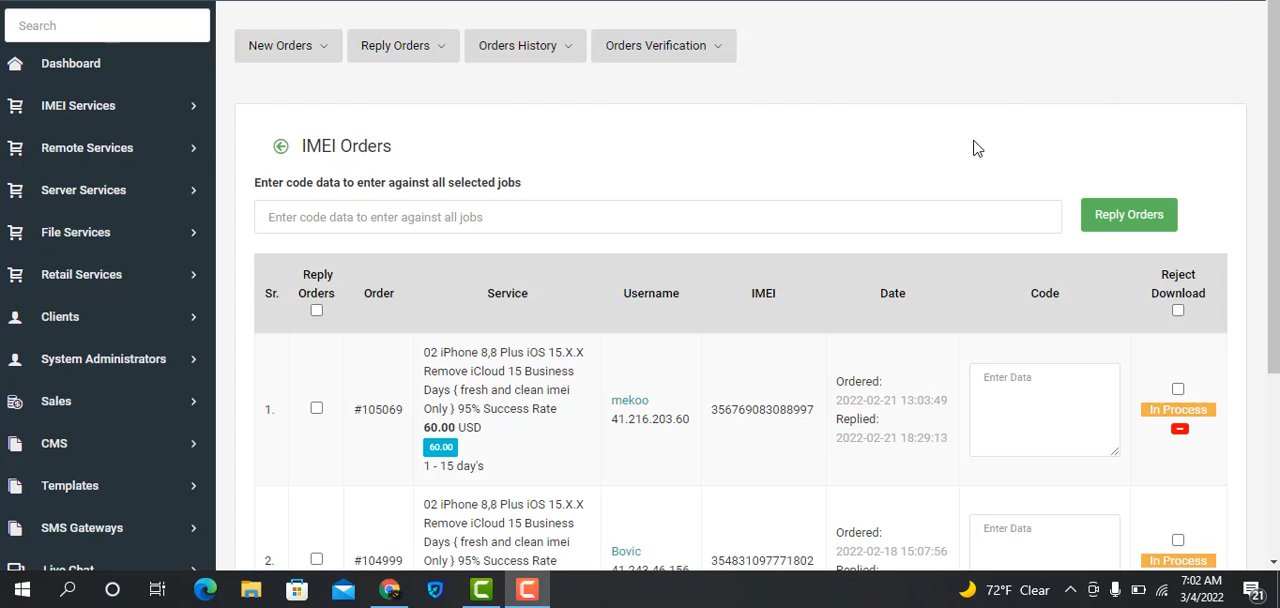 Search
Dashboard
IMEI Services
Remote Services
Server Services
File Services
Retail Services
Clients
System Administrators
Sales
CMS
Templates
SMS Gateways
Live Chat
New Orders
Reply Orders
Orders History
Orders Verification
IMEI Orders
Enter code data to enter against all selected jobs
Enter code data to enter against all jobs
Reply Orders
Sr.
Reply
Orders
Order
Service
Username
IMEI
Date
Code
Reject
Download
1.
#105069
02 iPhone 8,8 Plus iOS 15.X.X
Remove iCloud 15 Business
Days { fresh and clean imei
Only } 95% Success Rate
60.00 USD
60.00
1 - 15 day's
mekoo
41.216.203.60
356769083088997
Ordered:
2022-02-21 13:03:49
Replied:
2022-02-21 18:29:13
Enter Data
In Process
2.
#104999
02 iPhone 8,8 Plus iOS 15.X.X
Remove iCloud 15 Business
Days { fresh and clean imei
Only } 95% Success Rate
Bovic
41.243.46.156
354831097771802
Ordered:
2022-02-18 15:07:56
Replied:
Enter Data
In Process
72°F Clear
7:02 AM
3/4/2022
21